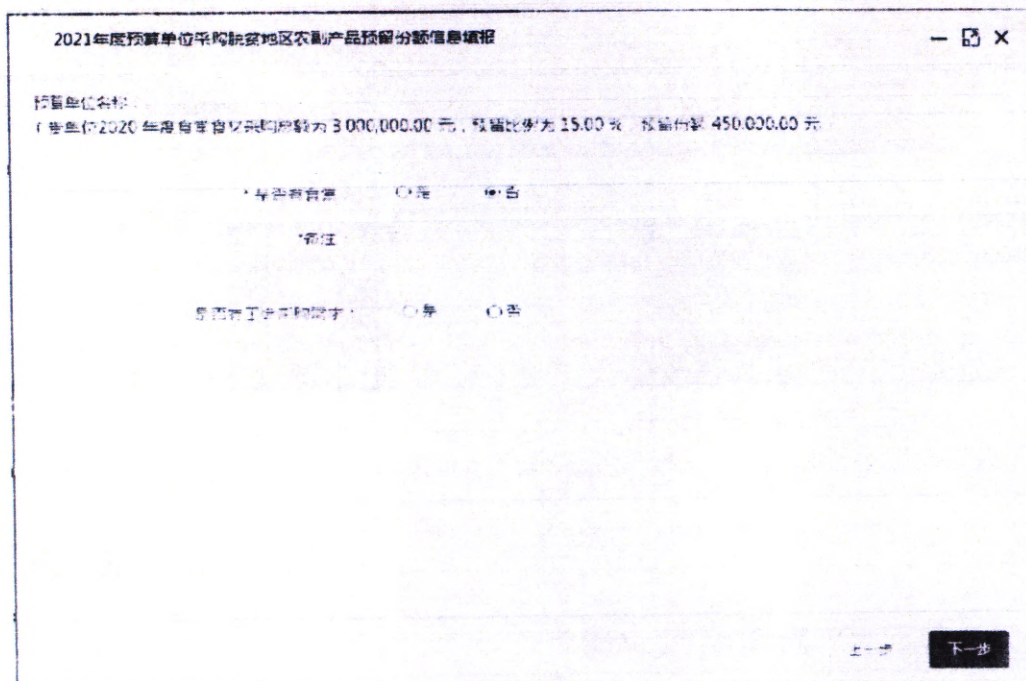 2021年度预算单位采购脱贫地区农副产品预留份额信息填报
预算单位名称:
(贵单位2020 年度食堂食材采购总额为 3,000,000.00 元,预留比例为 15.00 %,预留份额 450,000.00 元
*是否有食堂 是 否
*备注:
是否有工会采购需求: 是 否
上一步 下一步